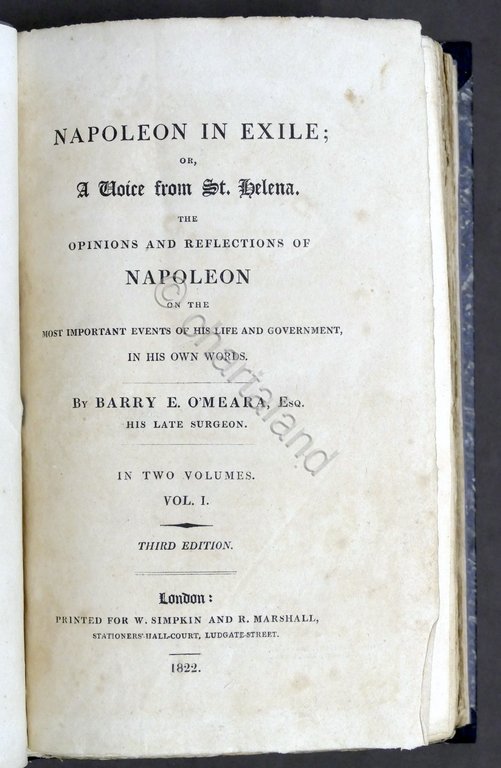 NAPOLEON IN EXILE;
OR,
A Voice from St. Helena.
THE
OPINIONS AND REFLECTIONS OF
NAPOLEON
ON THE
MOST IMPORTANT EVENTS OF HIS LIFE AND GOVERNMENT,
IN HIS OWN WORDS.
BY BARRY E. O'MEARA, ESQ.
HIS LATE SURGEON.
IN TWO VOLUMES.
VOL. I.
THIRD EDITION.
London:
PRINTED FOR W. SIMPKIN AND R. MARSHALL,
STATIONERS'-HALL-COURT, LUDGATE-STREET.
1822.
© chartaland